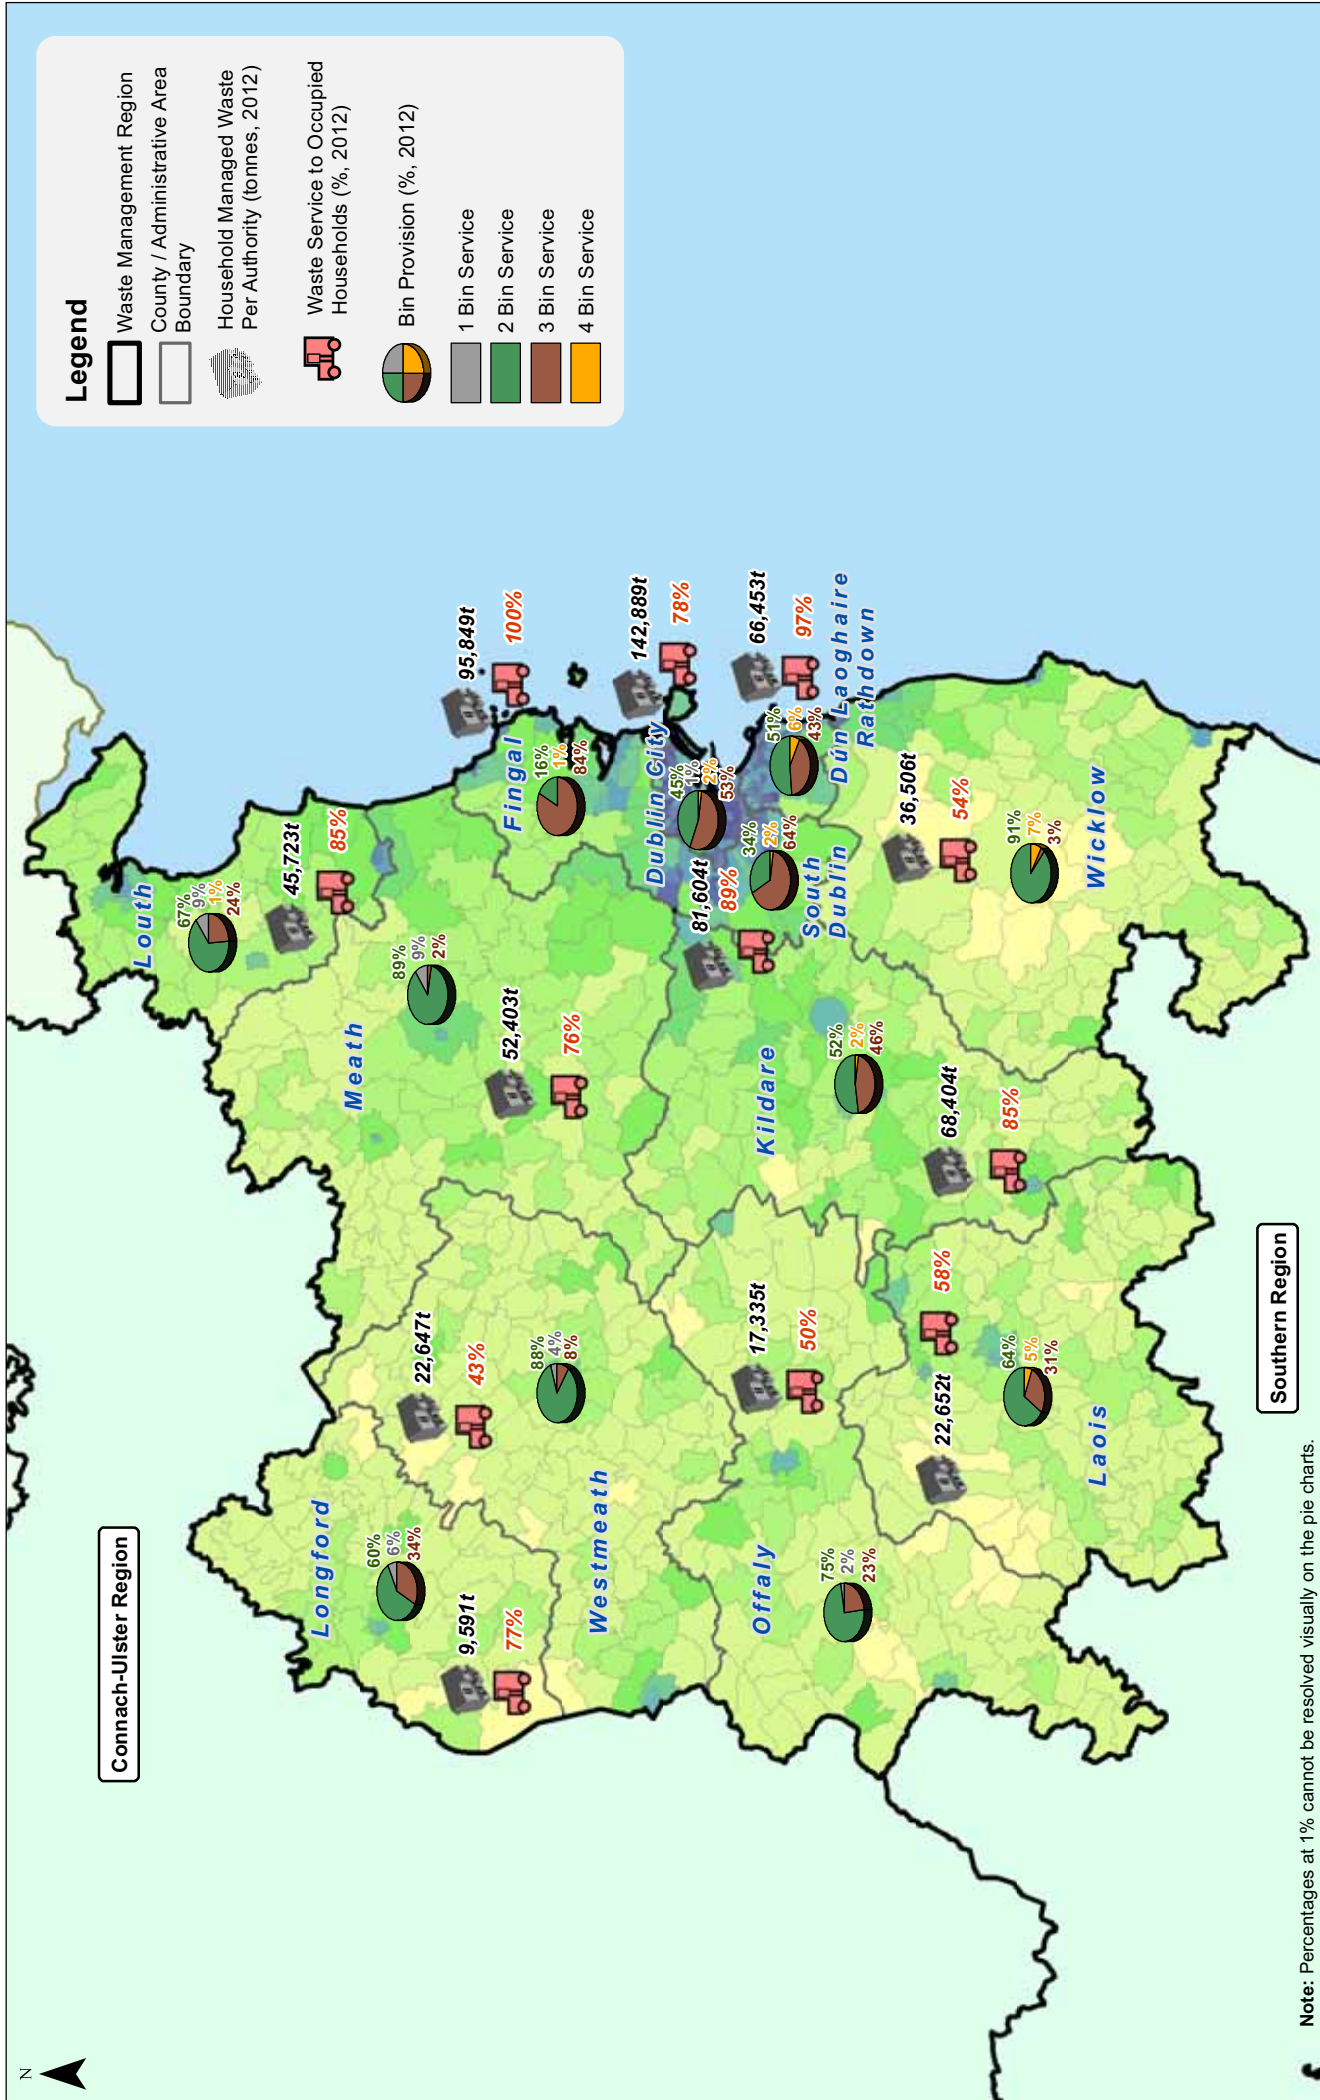 N
Connach-Ulster Region
Legend
Waste Management Region
County / Administrative Area
Boundary
Household Managed Waste
Per Authority (tonnes, 2012)
Waste Service to Occupied
Households (%, 2012)
Bin Provision (%, 2012)
1 Bin Service
2 Bin Service
3 Bin Service
4 Bin Service
Louth
67%
9%
1%
24%
45,723t
85%
Longford
60%
6%
34%
9,591t
77%
Meath
89%
9%
2%
52,403t
76%
22,647t
43%
88%
4%
8%
Westmeath
95,849t
100%
Fingal
16%
1%
84%
142,889t
78%
Dublin City
45%
1%
2%
53%
66,453t
97%
51%
6%
43%
Dún Laoghaire
Rathdown
81,604t
89%
34%
2%
64%
South
Dublin
Kildare
52%
2%
46%
68,404t
85%
17,335t
50%
Offaly
75%
2%
23%
36,506t
54%
91%
7%
3%
Wicklow
22,652t
58%
64%
5%
31%
Laois
Southern Region
Note: Percentages at 1% cannot be resolved visually on the pie charts.